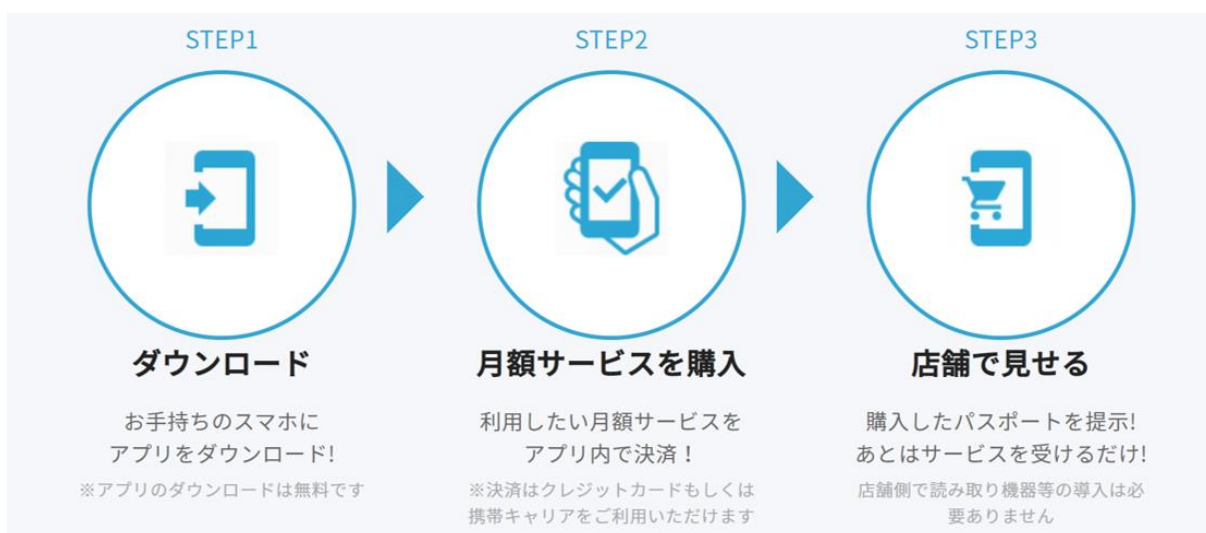 STEP1
ダウンロード
お手持ちのスマホに
アプリをダウンロード!
※アプリのダウンロードは無料です
STEP2
月額サービスを購入
利用したい月額サービスを
アプリ内で決済！
※決済はクレジットカードもしくは
携帯キャリアをご利用いただけます
STEP3
店舗で見せる
購入したパスポートを提示!
あとはサービスを受けるだけ!
店舗側で読み取り機器等の導入は必
要ありません